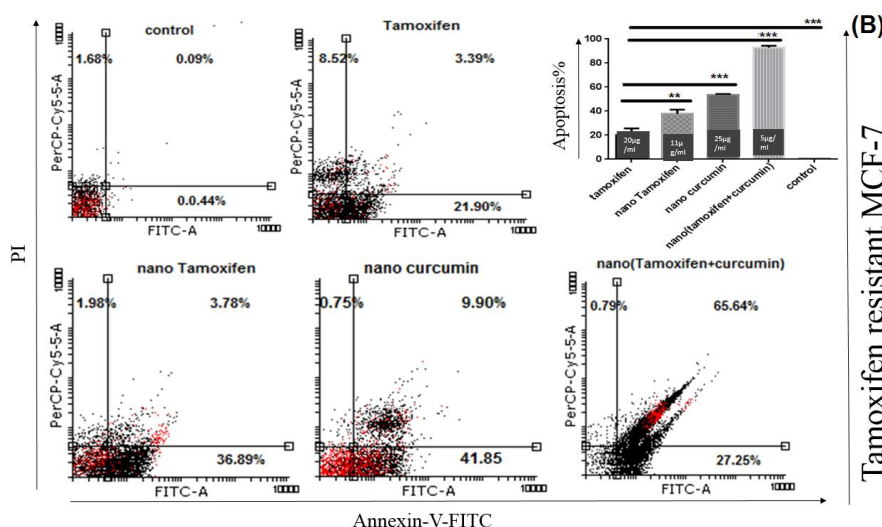 (B)
control
1.68%
0.09%
0.0.44%
PerCP-Cy5-5-A
FITC-A
Tamoxifen
8.52%
3.39%
21.90%
PerCP-Cy5-5-A
FITC-A
Apoptosis%
100
80
60
40
20
0
**
***
***
***
20µg
/ml
11µ
g/ml
25µg
/ml
5µg/
ml
tamoxifen
nano Tamoxifen
nano curcumin
nano(tamoxifen+curcumin)
control
nano Tamoxifen
1.98%
3.78%
36.89%
PerCP-Cy5-5-A
FITC-A
nano curcumin
0.75%
9.90%
41.85
PerCP-Cy5-5-A
FITC-A
nano(Tamoxifen+curcumin)
0.79%
65.64%
27.25%
PerCP-Cy5-5-A
FITC-A
PI
Annexin-V-FITC
Tamoxifen resistant MCF-7